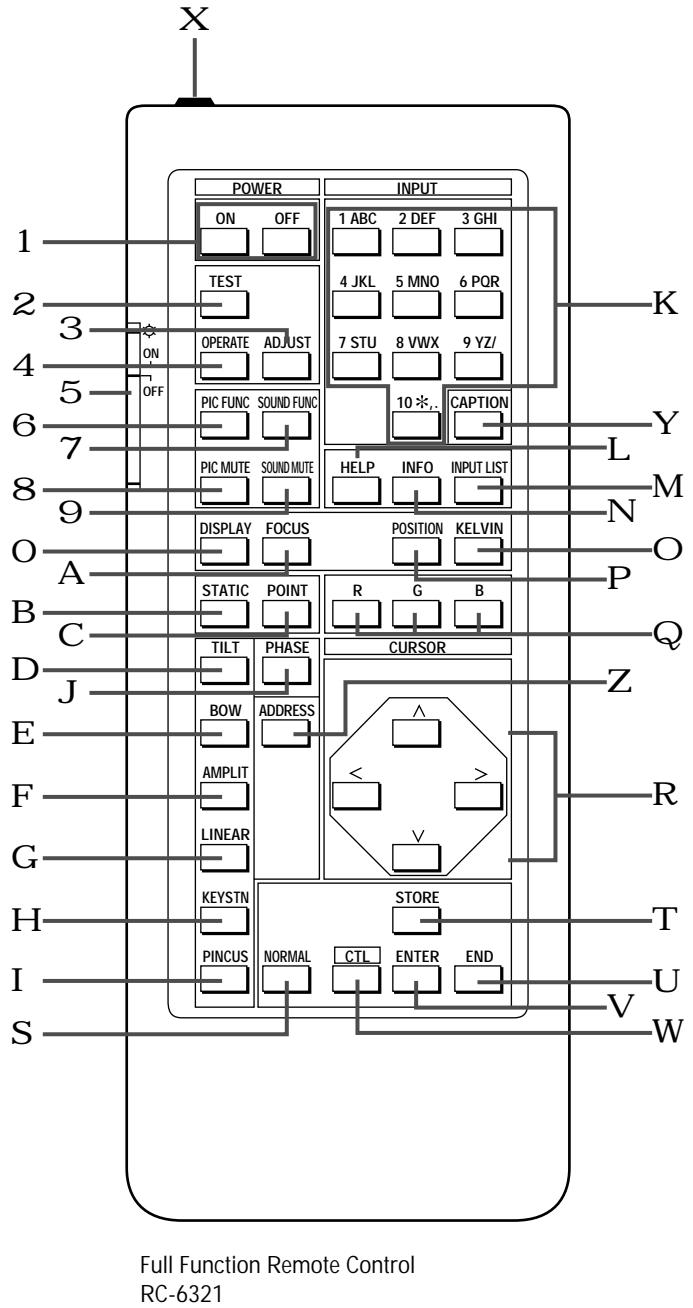 X
POWER INPUT
ON OFF 1 ABC 2 DEF 3 GHI
1
TEST 4 JKL 5 MNO 6 PQR
2 K
3
OPERATE ADJUST 7 STU 8 VWX 9 YZ/
ON
4
5 OFF
PIC FUNC SOUND FUNC 10 *,. CAPTION
6 Y
7 L
PIC MUTE SOUND MUTE HELP INFO INPUT LIST
8 M
9 N
DISPLAY FOCUS POSITION KELVIN
0 O
A P
STATIC POINT R G B
B
C Q
TILT PHASE CURSOR
D
J Z
BOW ADDRESS ^
E
AMPLIT < >
F R
LINEAR v
G
KEYSTN STORE
H T
PINCUS NORMAL CTL ENTER END
I U
V
S W
Full Function Remote Control
RC-6321